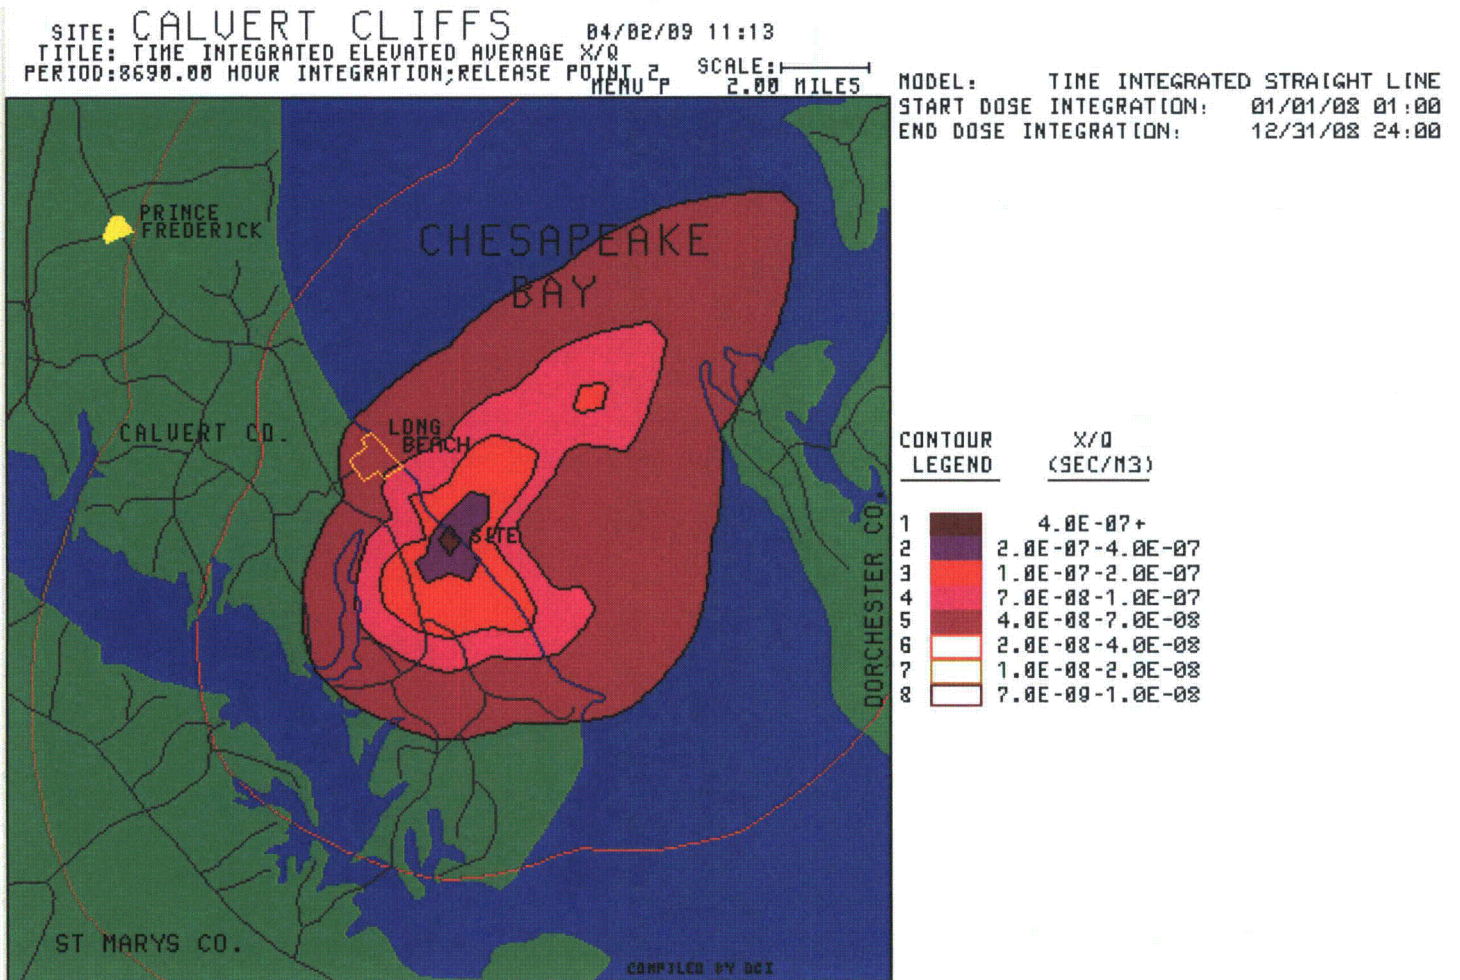 SITE: CALVERT CLIFFS 04/02/09 11:13
TITLE: TIME INTEGRATED ELEVATED AVERAGE X/Q
PERIOD:8690.00 HOUR INTEGRATION;RELEASE POINT 2
SCALE:
MENU P 2.00 MILES
MODEL: TIME INTEGRATED STRAIGHT LINE
START DOSE INTEGRATION: 01/01/08 01:00
END DOSE INTEGRATION: 12/31/08 24:00
PRINCE
FREDERICK
CHESAPEAKE
BAY
CALVERT CO.
LONG
BEACH
SITE
DORCHESTER CO.
ST MARYS CO.
COMPILED BY DCI
CONTOUR X/Q
LEGEND (SEC/M3)
1 4.0E-07+
2 2.0E-07-4.0E-07
3 1.0E-07-2.0E-07
4 7.0E-08-1.0E-07
5 4.0E-08-7.0E-08
6 2.0E-08-4.0E-08
7 1.0E-08-2.0E-08
8 7.0E-09-1.0E-08